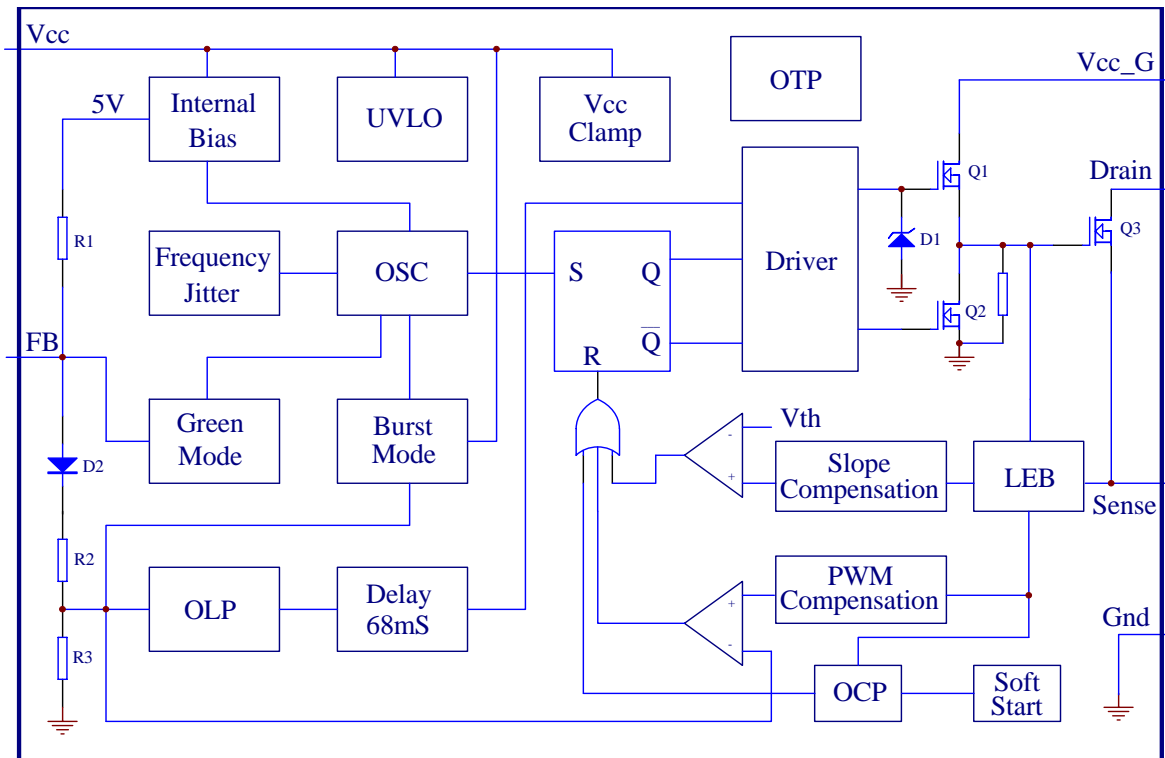 Vcc
Vcc_G
5V
Internal
Bias
UVLO
Vcc
Clamp
OTP
Q1
Drain
R1
Frequency
Jitter
OSC
S
Q
Q
R
Driver
D1
Q2
Q3
FB
Green
Mode
Burst
Mode
D2
-
+
Vth
Slope
Compensation
LEB
Sense
R2
OLP
Delay
68mS
+
-
PWM
Compensation
R3
OCP
Soft
Start
Gnd